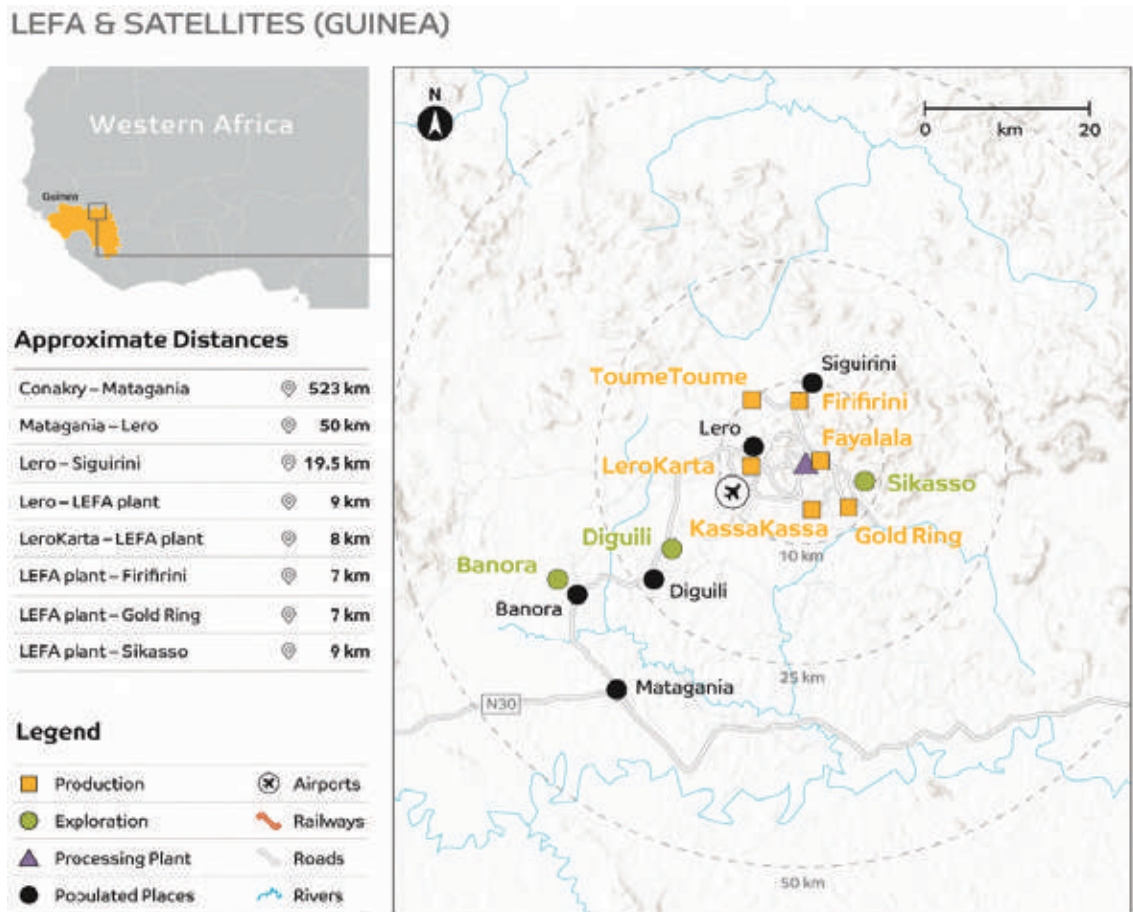 LEFA & SATELLITES (GUINEA)
Western Africa
Guinea
Approximate Distances
Conakry – Matagania 523 km
Matagania – Lero 50 km
Lero – Siguirini 19.5 km
Lero – LEFA plant 9 km
LeroKarta – LEFA plant 8 km
LEFA plant – Firifirini 7 km
LEFA plant – Gold Ring 7 km
LEFA plant – Sikasso 9 km
Legend
Production
Airports
Exploration
Railways
Processing Plant
Roads
Populated Places
Rivers
N
0 km 20
Siguirini
ToumeToume
Firifirini
Lero
Fayalala
LeroKarta
Sikasso
KassaKassa
Gold Ring
Diguili
10 km
Banora
Diguili
Banora
25 km
Matagania
N30
50 km